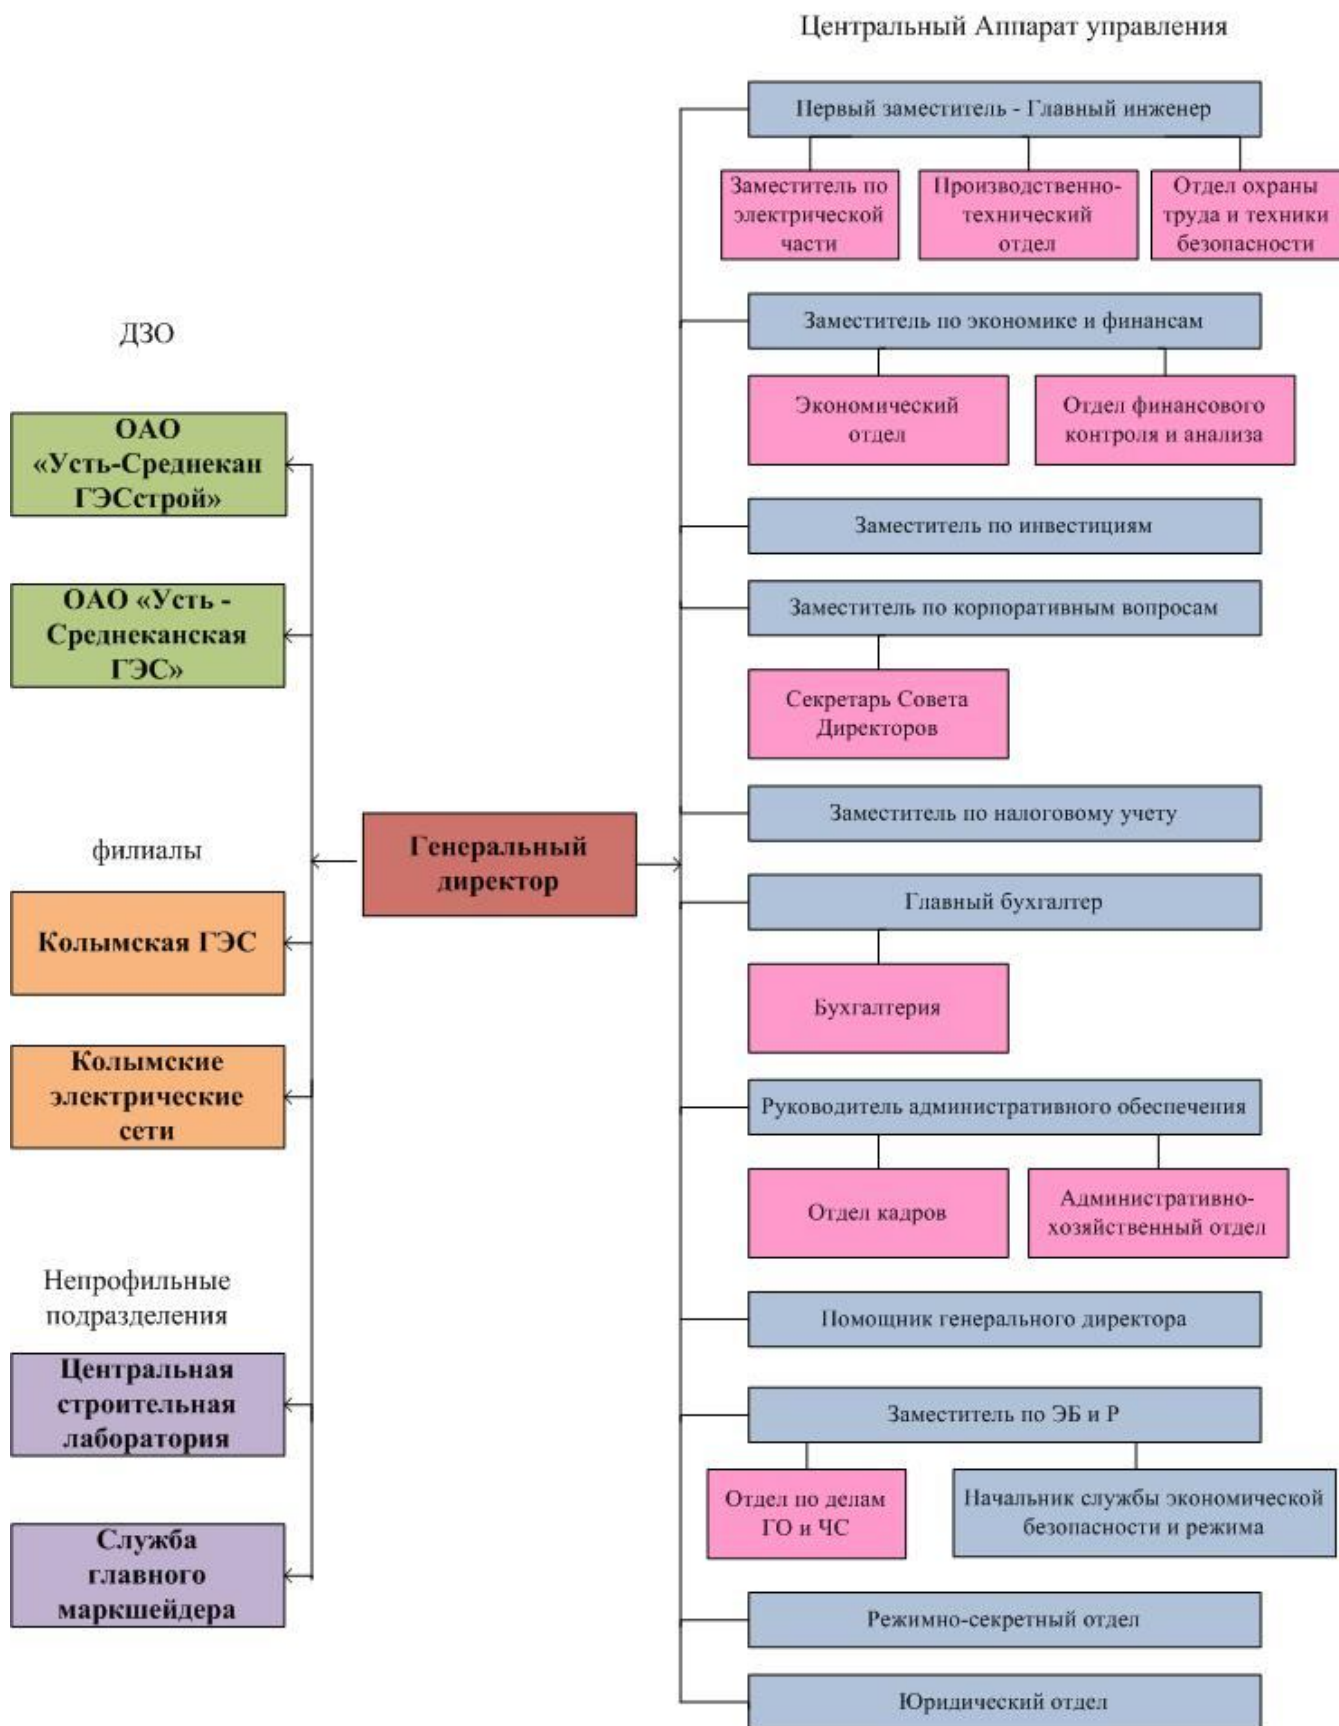 Центральный Аппарат управления
Первый заместитель - Главный инженер
Заместитель по
электрической
части
Производственно-
технический
отдел
Отдел охраны
труда и техники
безопасности
Заместитель по экономике и финансам
Экономический
отдел
Отдел финансового
контроля и анализа
Заместитель по инвестициям
Заместитель по корпоративным вопросам
Секретарь Совета
Директоров
Заместитель по налоговому учету
Главный бухгалтер
Бухгалтерия
Руководитель административного обеспечения
Отдел кадров
Административно-
хозяйственный отдел
Помощник генерального директора
Заместитель по ЭБ и Р
Отдел по делам
ГО и ЧС
Начальник службы экономической
безопасности и режима
Режимно-секретный отдел
Юридический отдел
Генеральный
директор
ДЗО
ОАО
«Усть-Среднекан
ГЭСстрой»
ОАО «Усть -
Среднеканская
ГЭС»
филиалы
Колымская ГЭС
Колымские
электрические
сети
Непрофильные
подразделения
Центральная
строительная
лаборатория
Служба
главного
маркшейдера